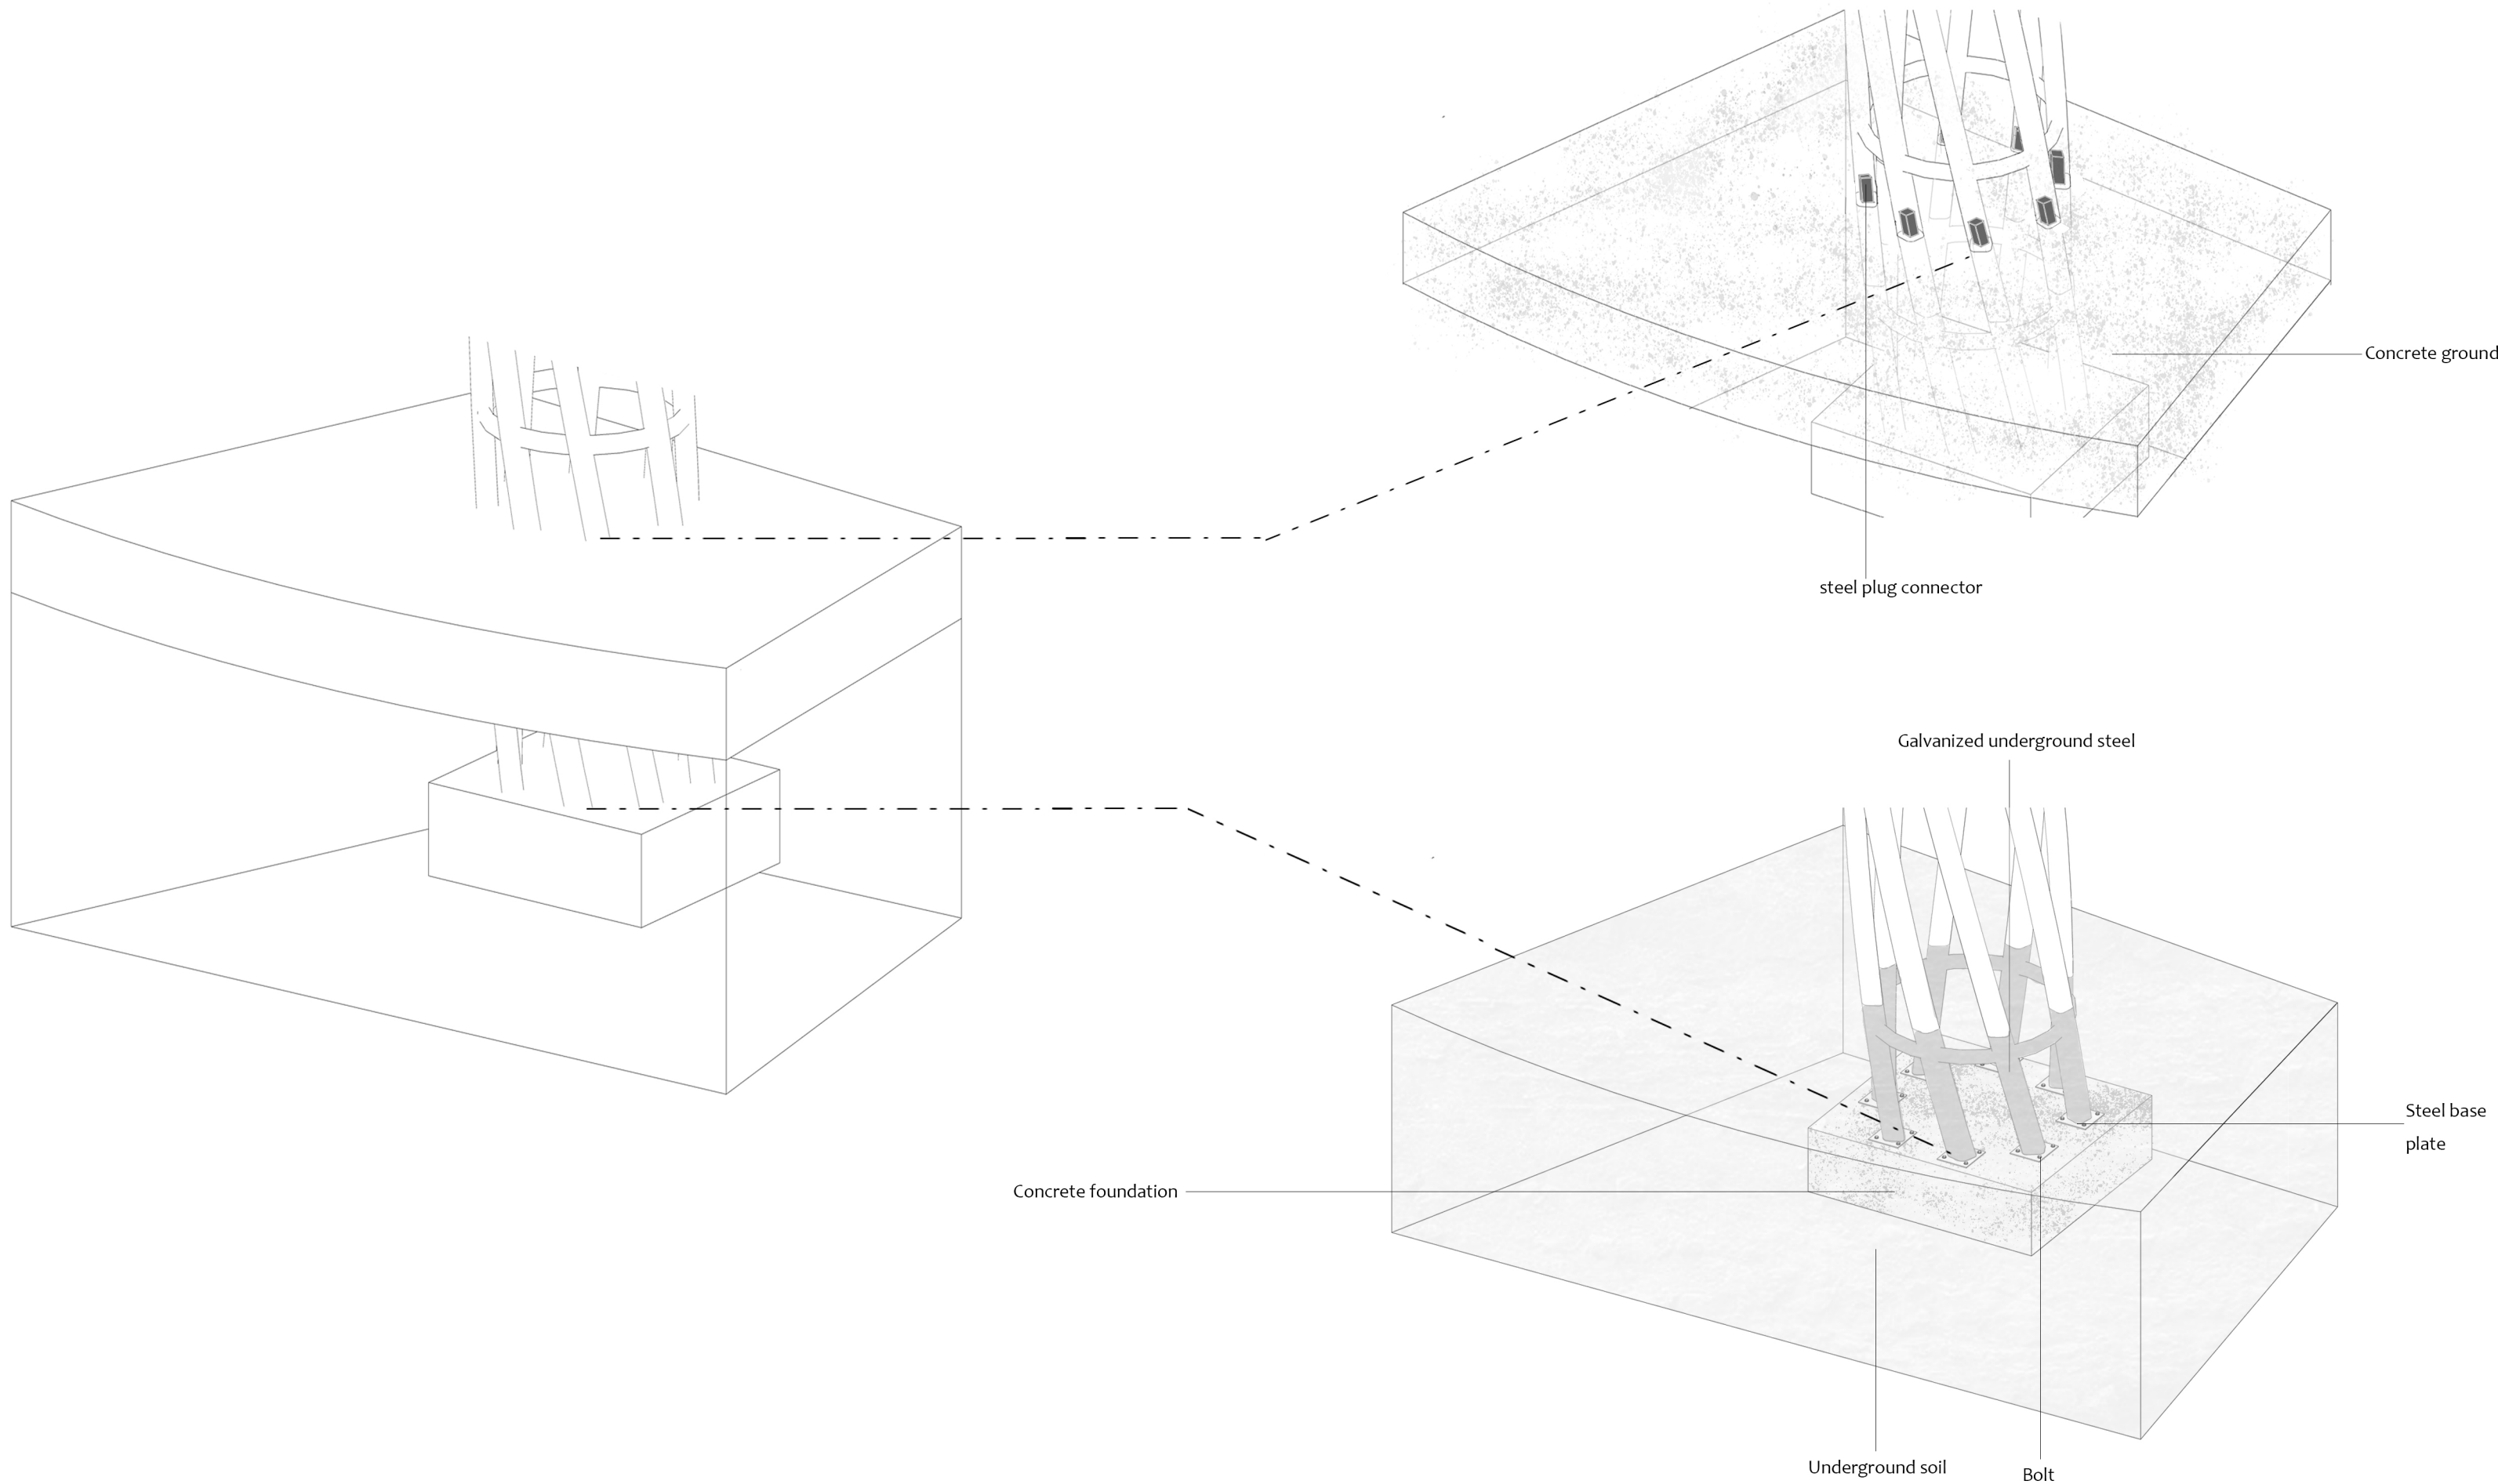 Concrete ground
steel plug connector
Galvanized underground steel
Steel base
plate
Concrete foundation
Underground soil
Bolt